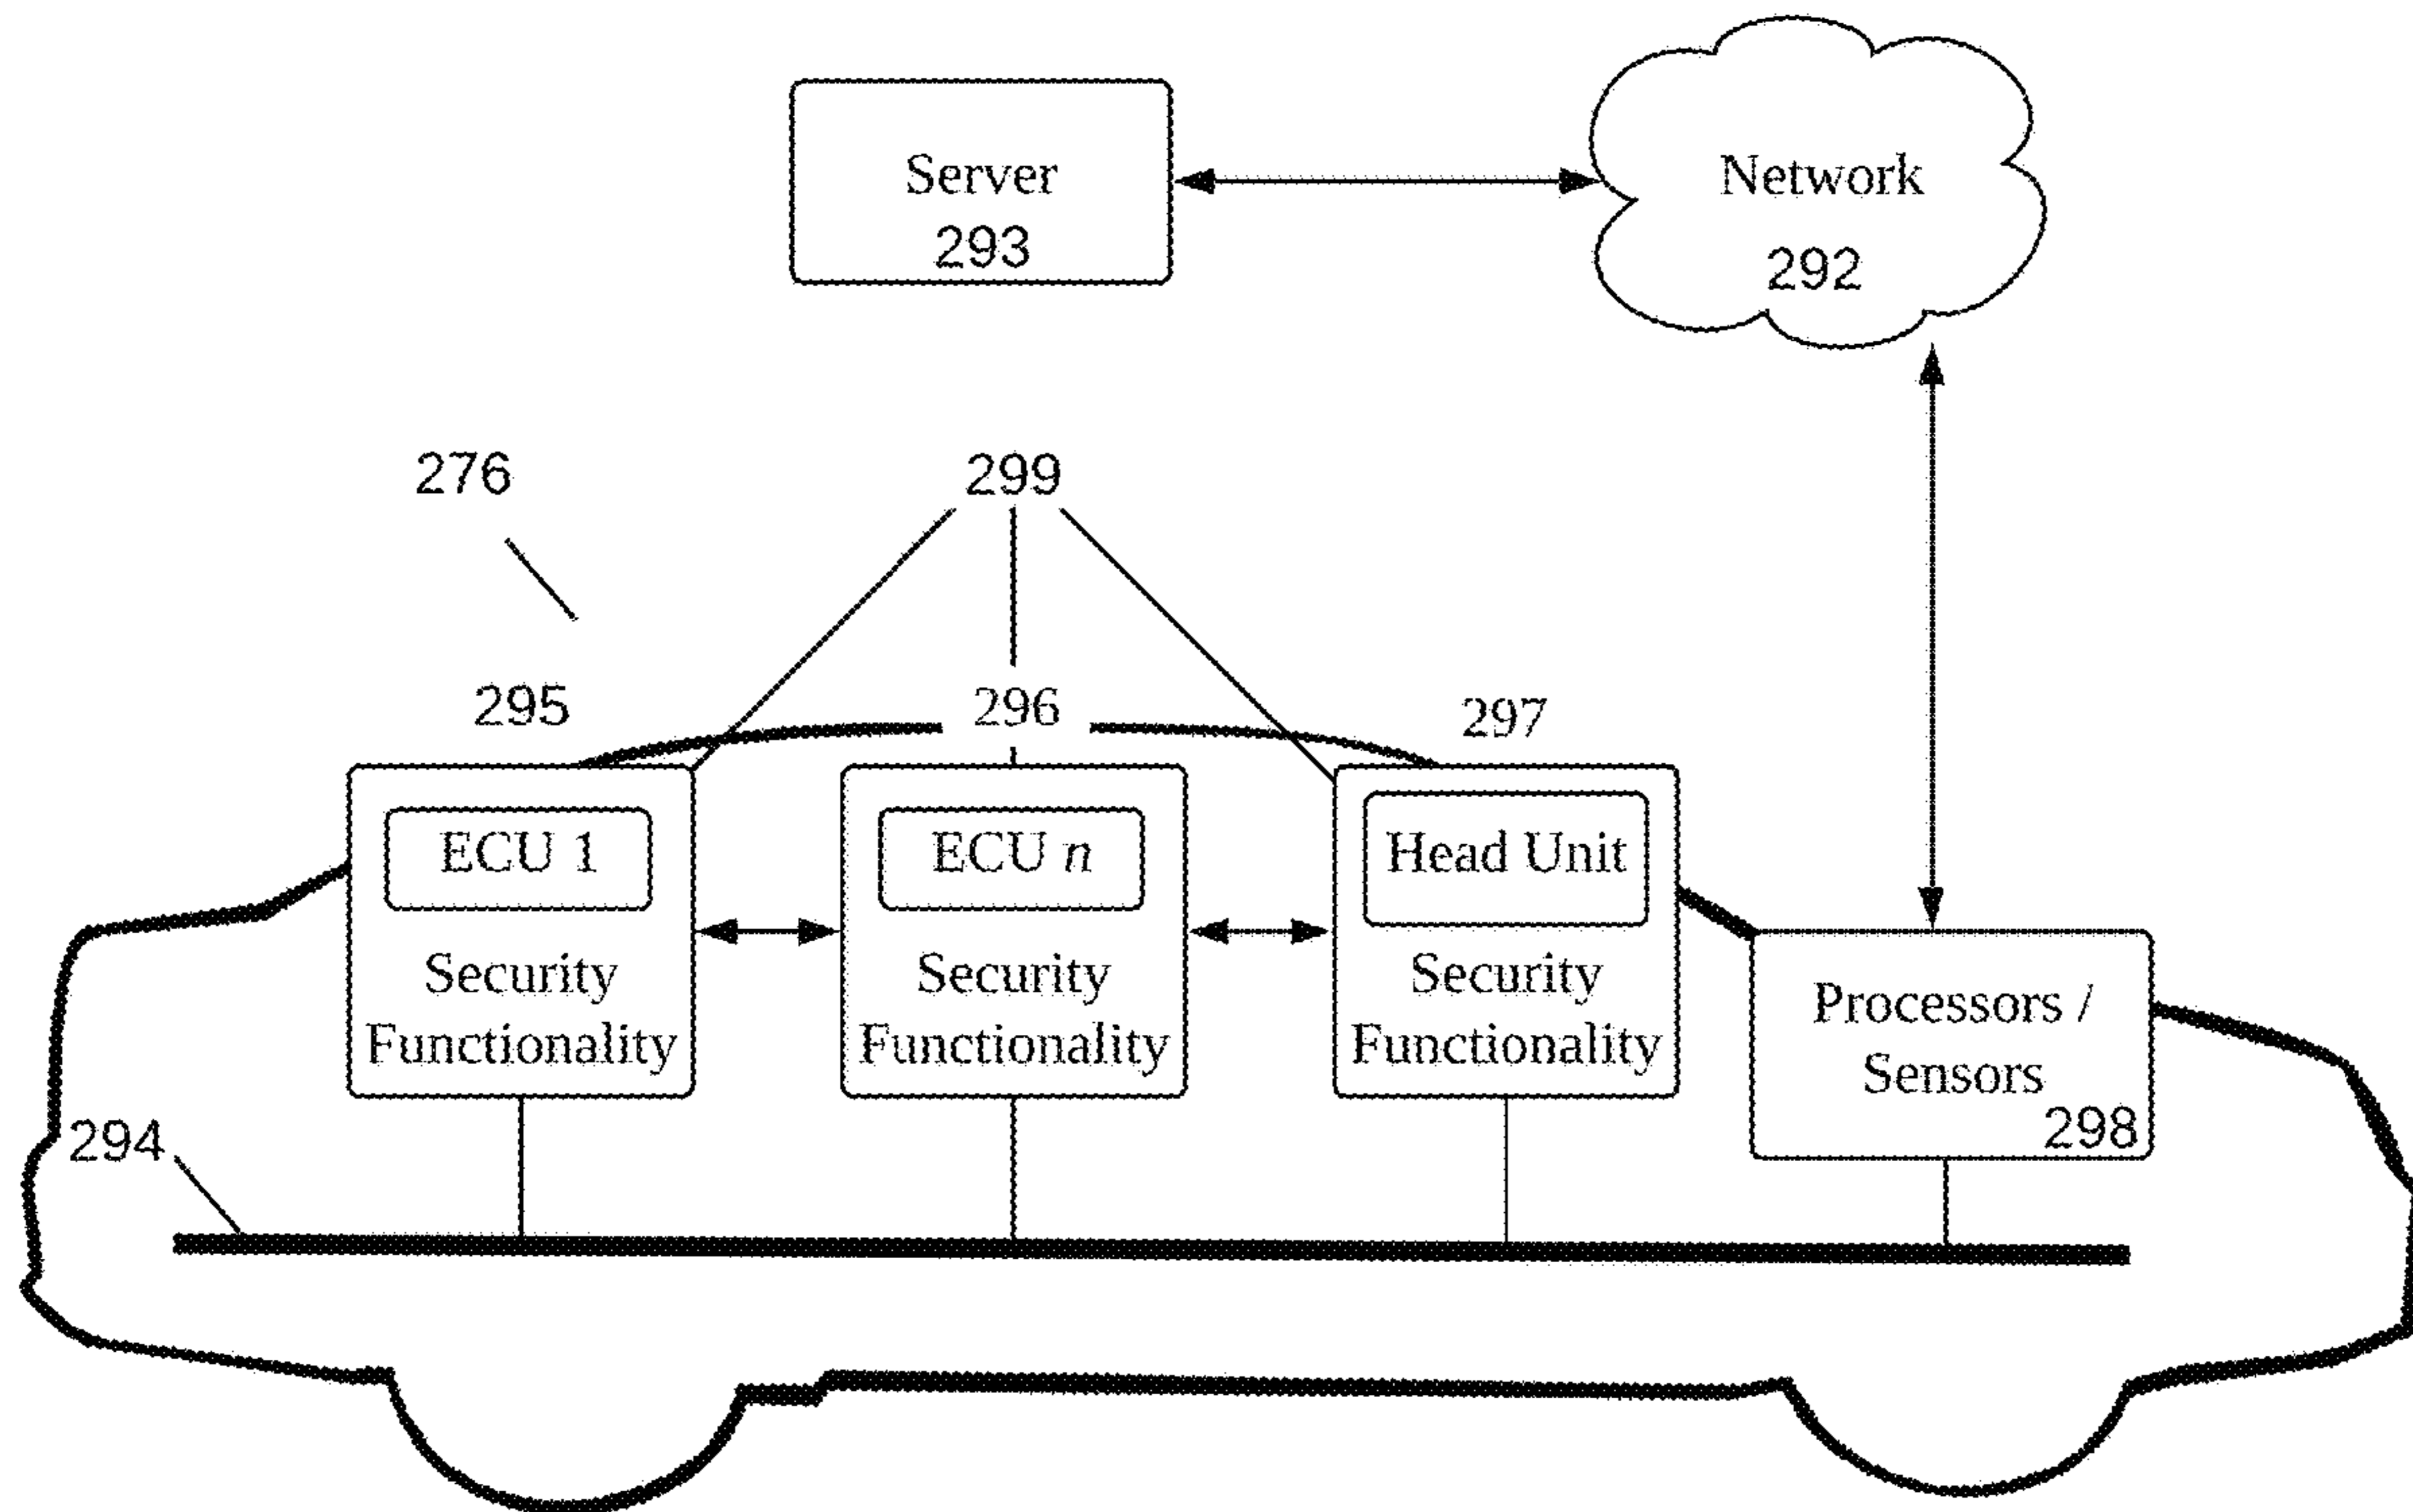 Server
293
Network
292
276
299
295
296
297
ECU 1
Security
Functionality
ECU n
Security
Functionality
Head Unit
Security
Functionality
Processors /
Sensors
298
294